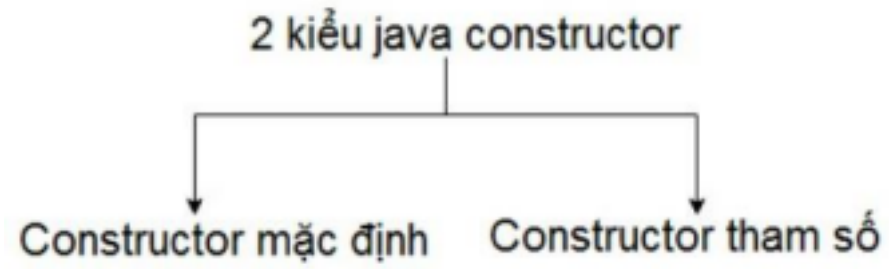 2 kiểu java constructor
Constructor mặc định
Constructor tham số